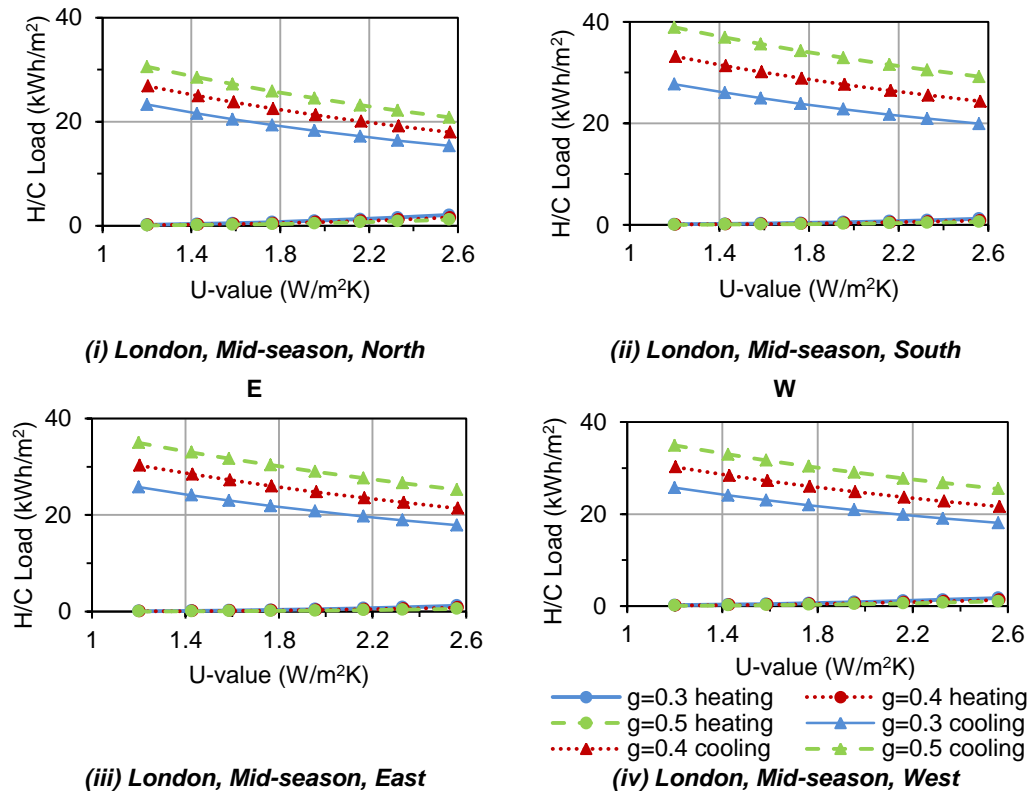 40
20
0
H/C Load (kWh/m²)
1 1.4 1.8 2.2 2.6
U-value (W/m²K)
(i) London, Mid-season, North
40
20
0
H/C Load (kWh/m²)
1 1.4 1.8 2.2 2.6
U-value (W/m²K)
(ii) London, Mid-season, South
E
40
20
0
H/C Load (kWh/m²)
1 1.4 1.8 2.2 2.6
U-value (W/m²K)
(iii) London, Mid-season, East
W
40
20
0
H/C Load (kWh/m²)
1 1.4 1.8 2.2 2.6
U-value (W/m²K)
g=0.3 heating g=0.4 heating
g=0.5 heating g=0.3 cooling
g=0.4 cooling g=0.5 cooling
(iv) London, Mid-season, West